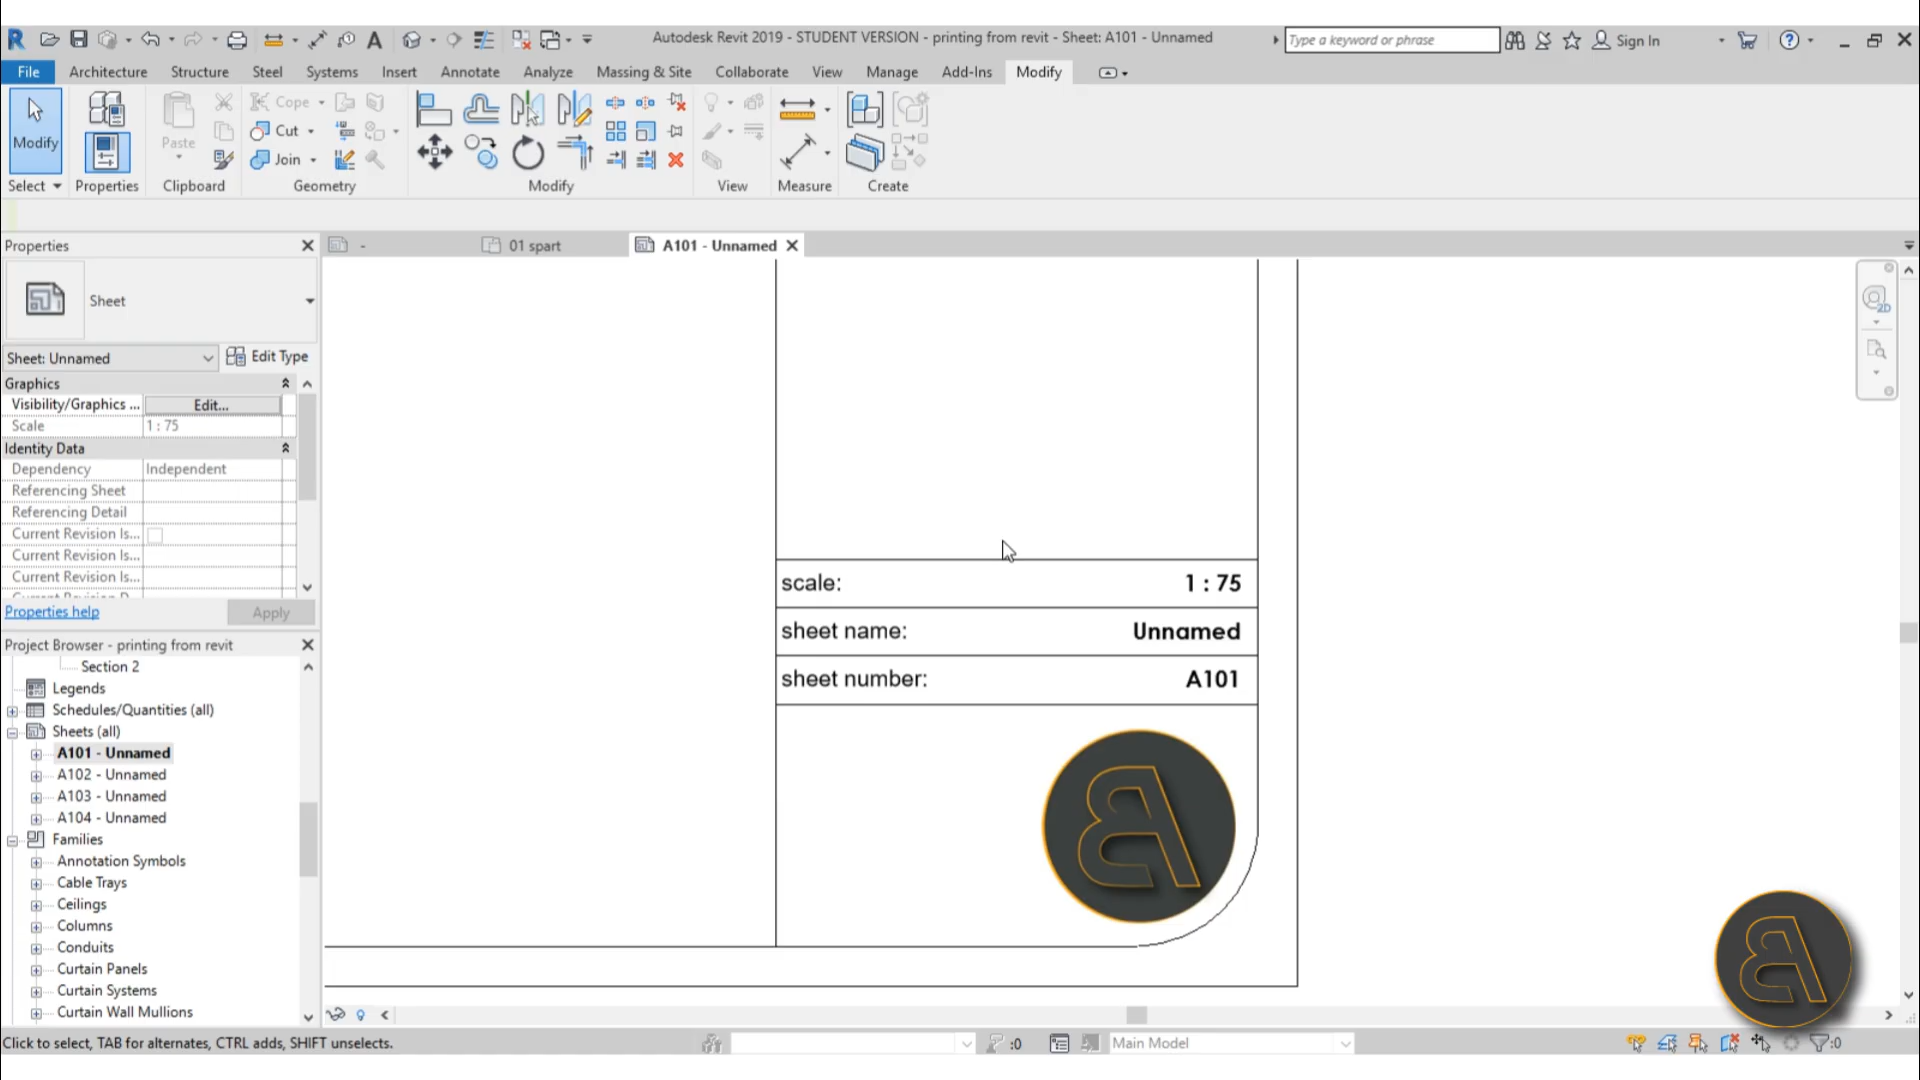 Autodesk Revit 2019 - STUDENT VERSION - printing from revit - Sheet: A101 - Unnamed
Type a keyword or phrase
Sign In
File Architecture Structure Steel Systems Insert Annotate Analyze Massing & Site Collaborate View Manage Add-Ins Modify
Modify
Paste
Cope
Cut
Join
Select Properties Clipboard Geometry Modify View Measure Create
Properties
-
01 spart
A101 - Unnamed
Sheet
Sheet: Unnamed
Edit Type
Graphics
Visibility/Graphics ... Edit...
Scale 1 : 75
Identity Data
Dependency Independent
Referencing Sheet
Referencing Detail
Current Revision Is...
Current Revision Is...
Current Revision Is...
Properties help
Apply
Project Browser - printing from revit
Section 2
Legends
Schedules/Quantities (all)
Sheets (all)
A101 - Unnamed
A102 - Unnamed
A103 - Unnamed
A104 - Unnamed
Families
Annotation Symbols
Cable Trays
Ceilings
Columns
Conduits
Curtain Panels
Curtain Systems
Curtain Wall Mullions
scale: 1 : 75
sheet name: Unnamed
sheet number: A101
2D
Click to select, TAB for alternates, CTRL adds, SHIFT unselects.
:0
Main Model
:0